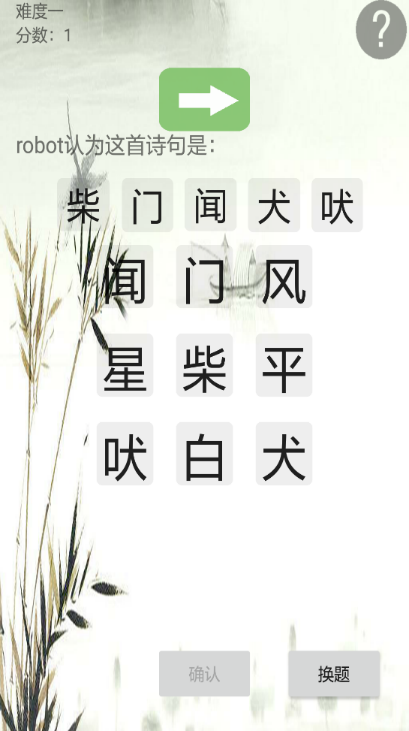 难度一
分数：1
?
robot认为这首诗句是：
柴 门 闻 犬 吠
闻 门 风
星 柴 平
吠 白 犬
确认 换题